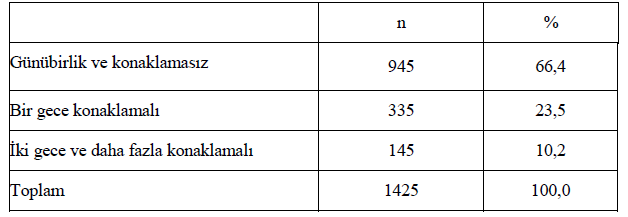 n %
Günübirlik ve konaklamasız 945 66,4
Bir gece konaklamalı 335 23,5
İki gece ve daha fazla konaklamalı 145 10,2
Toplam 1425 100,0